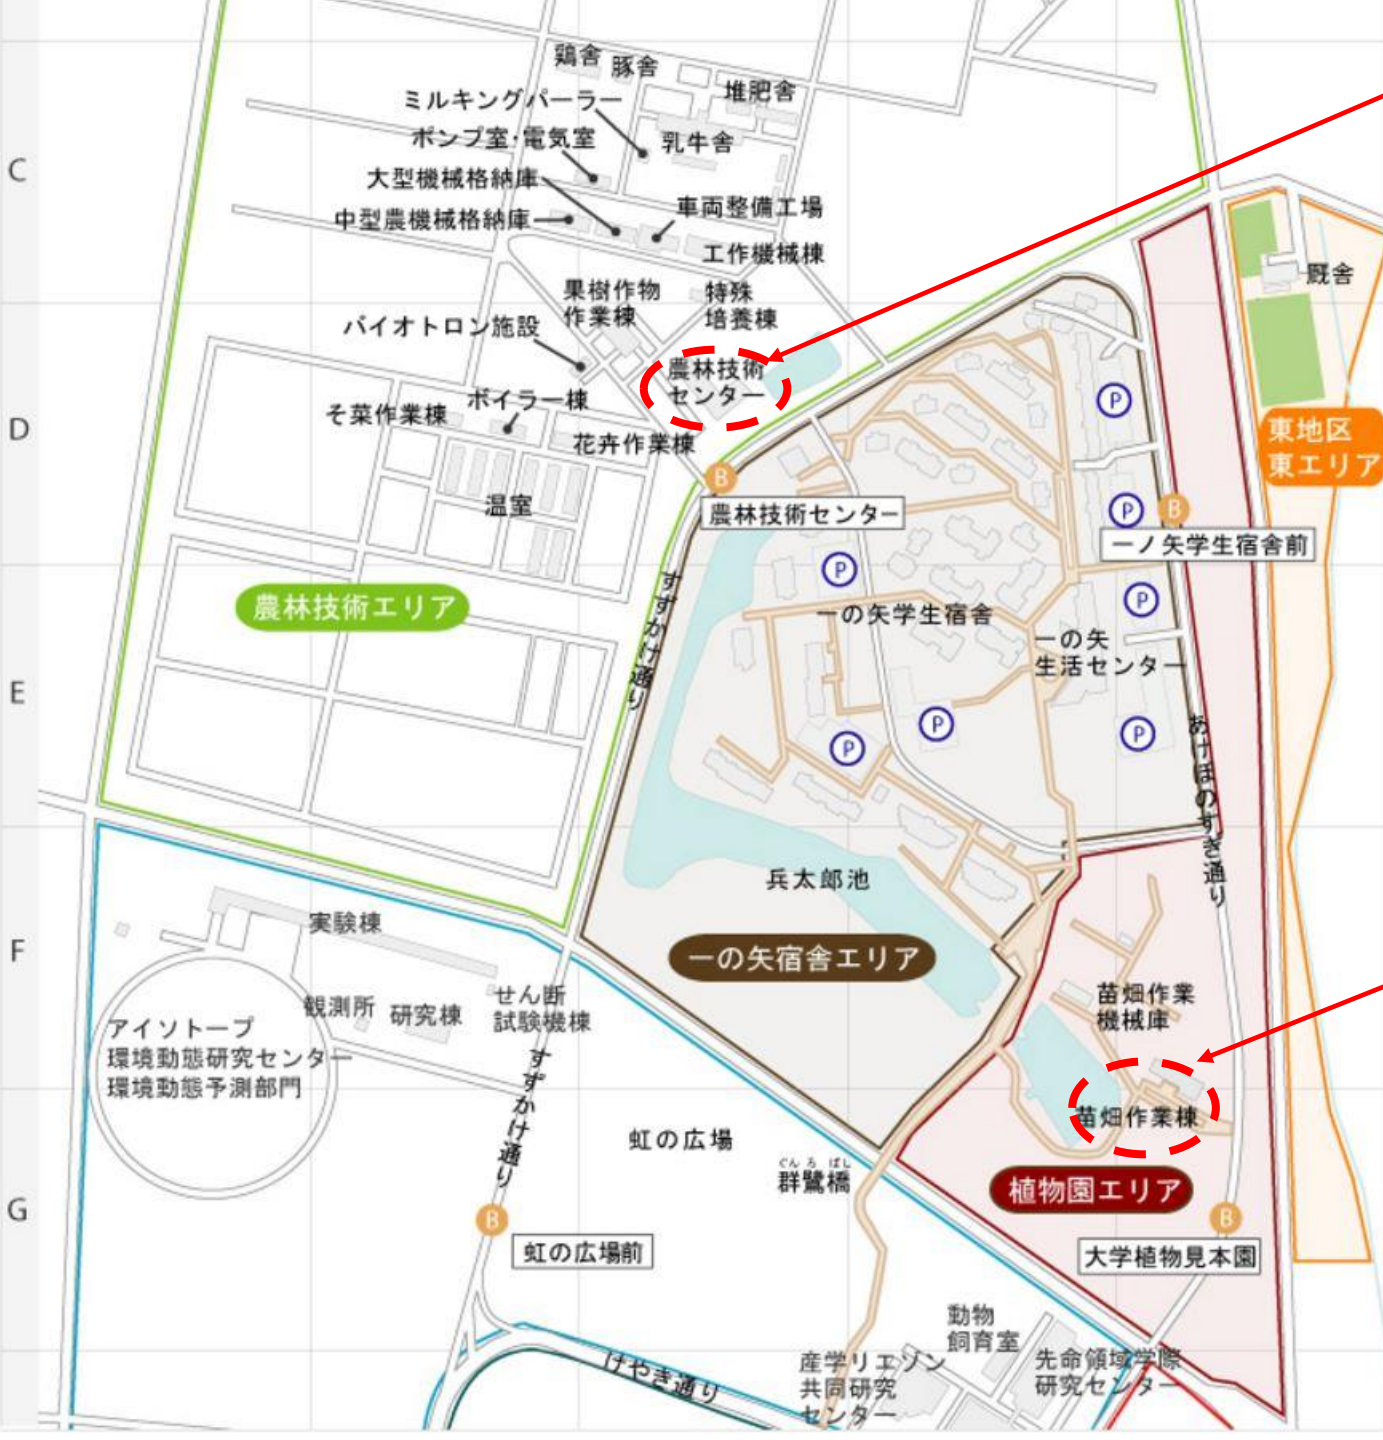 C
D
E
F
G
鶏舎
豚舎
ミルキングパーラー
堆肥舎
ポンプ室・電気室
乳牛舎
大型機械格納庫
中型農機械格納庫
車両整備工場
工作機械棟
果樹作物
作業棟
特殊
培養棟
バイオトロン施設
農林技術
センター
そ菜作業棟
ボイラー棟
花卉作業棟
温室
B
農林技術センター
厩舎
東地区
東エリア
P
P
B
一ノ矢学生宿舎前
P
P
一の矢学生宿舎
一の矢
生活センター
農林技術エリア
すずかけ通り
P
P
P
あけぼのすぎ通り
兵太郎池
一の矢宿舎エリア
実験棟
観測所
研究棟
せん断
試験機棟
アイソトープ
環境動態研究センター
環境動態予測部門
すずかけ通り
苗畑作業
機械庫
苗畑作業棟
虹の広場
ぐんろばし
群鷺橋
植物園エリア
B
虹の広場前
B
大学植物見本園
けやき通り
動物
飼育室
産学リエゾン
共同研究
センター
先命領域学際
研究センター